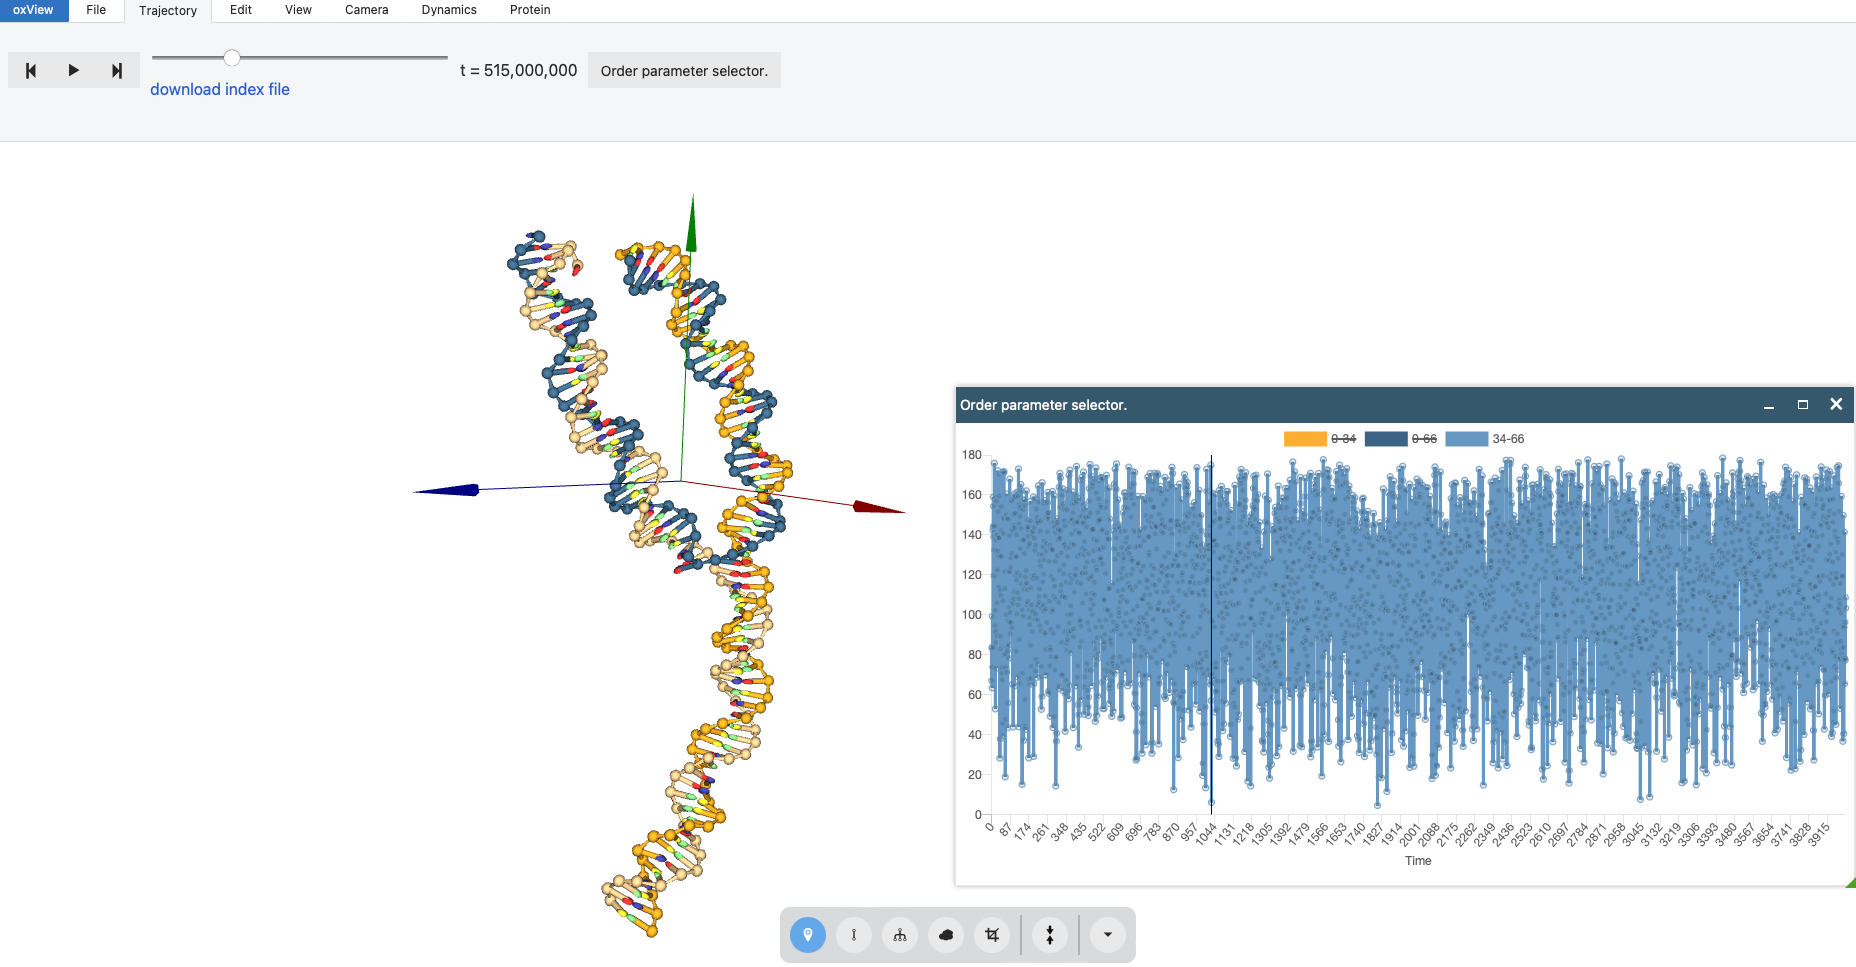 oxView File Trajectory Edit View Camera Dynamics Protein
t = 515,000,000 Order parameter selector.
download index file
Order parameter selector.
0-34 0-66 34-66
180
160
140
120
100
80
60
40
20
0
0 87 174 261 348 435 522 609 696 783 870 957 1044 1131 1218 1305 1392 1479 1566 1653 1740 1827 1914 2001 2088 2175 2262 2349 2436 2523 2610 2697 2784 2871 2958 3045 3132 3219 3306 3393 3480 3567 3654 3741 3828 3915
Time